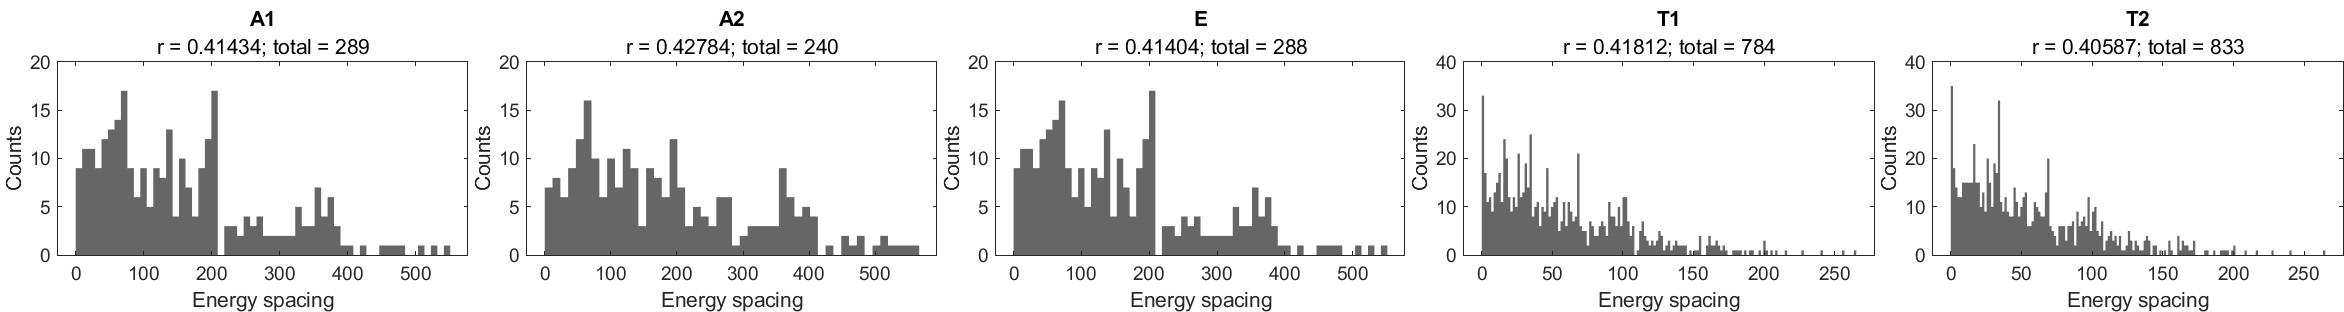 A1
r = 0.41434; total = 289
20
15
10
5
0
Counts
0 100 200 300 400 500
Energy spacing
A2
r = 0.42784; total = 240
20
15
10
5
0
Counts
0 100 200 300 400 500
Energy spacing
E
r = 0.41404; total = 288
20
15
10
5
0
Counts
0 100 200 300 400 500
Energy spacing
T1
r = 0.41812; total = 784
40
30
20
10
0
Counts
0 50 100 150 200 250
Energy spacing
T2
r = 0.40587; total = 833
40
30
20
10
0
Counts
0 50 100 150 200 250
Energy spacing